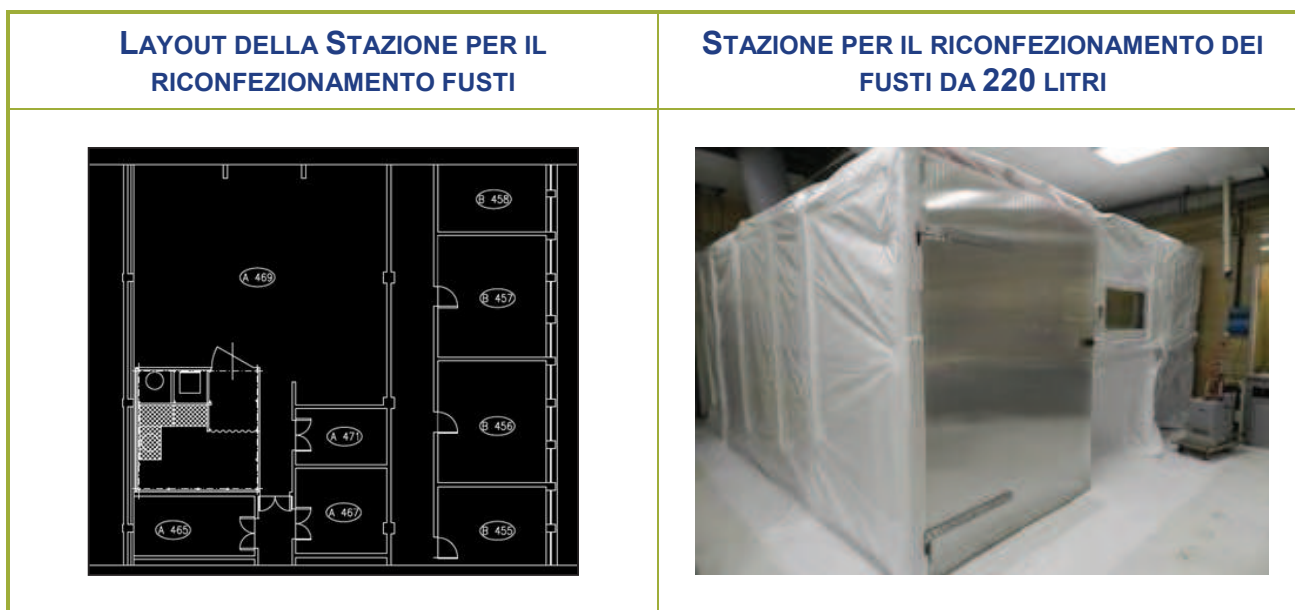 LAYOUT DELLA STAZIONE PER IL
RICONFEZIONAMENTO FUSTI
STAZIONE PER IL RICONFEZIONAMENTO DEI
FUSTI DA 220 LITRI
B 458
A 469
B 457
A 471
B 456
A 467
A 465
B 455